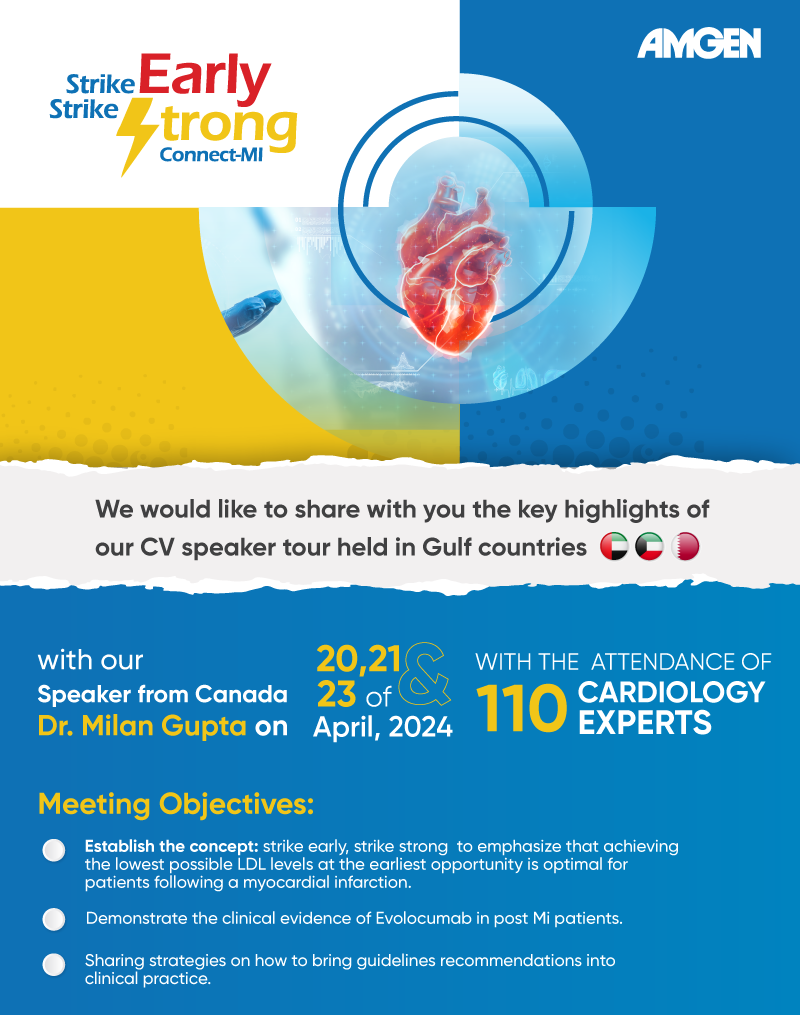 AMGEN
Strike Early
Strike Strong
Connect-MI
We would like to share with you the key highlights of
our CV speaker tour held in Gulf countries
with our
Speaker from Canada
Dr. Milan Gupta on
20,21 &
23 of
April, 2024
WITH THE ATTENDANCE OF
110 CARDIOLOGY
EXPERTS
Meeting Objectives:
Establish the concept: strike early, strike strong to emphasize that achieving
the lowest possible LDL levels at the earliest opportunity is optimal for
patients following a myocardial infarction.
Demonstrate the clinical evidence of Evolocumab in post Mi patients.
Sharing strategies on how to bring guidelines recommendations into
clinical practice.